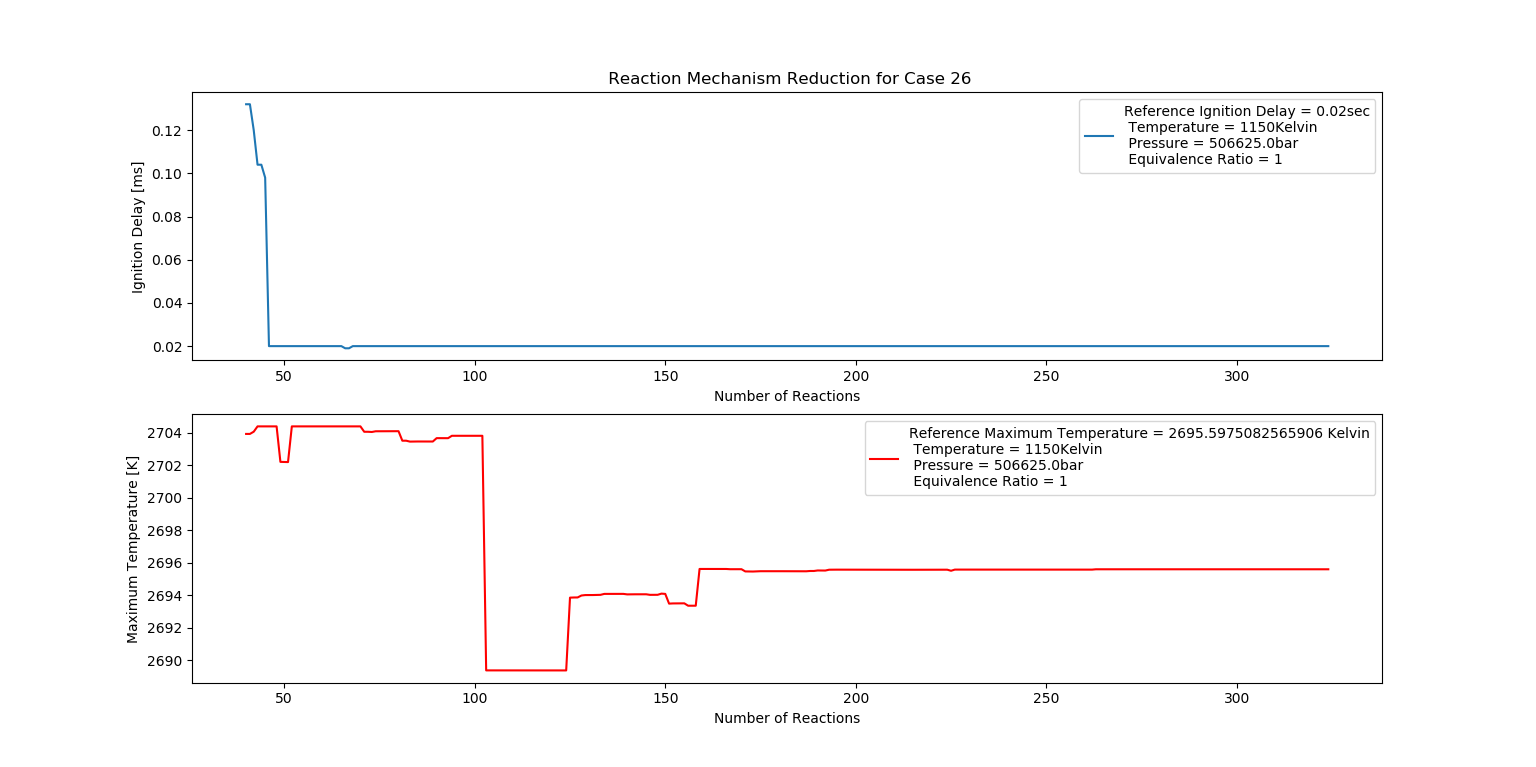 Reaction Mechanism Reduction for Case 26
Ignition Delay [ms]
0.12
0.10
0.08
0.06
0.04
0.02
Reference Ignition Delay = 0.02sec
Temperature = 1150Kelvin
Pressure = 506625.0bar
Equivalence Ratio = 1
50 100 150 200 250 300
Number of Reactions
Maximum Temperature [K]
2704
2702
2700
2698
2696
2694
2692
2690
Reference Maximum Temperature = 2695.5975082565906 Kelvin
Temperature = 1150Kelvin
Pressure = 506625.0bar
Equivalence Ratio = 1
50 100 150 200 250 300
Number of Reactions